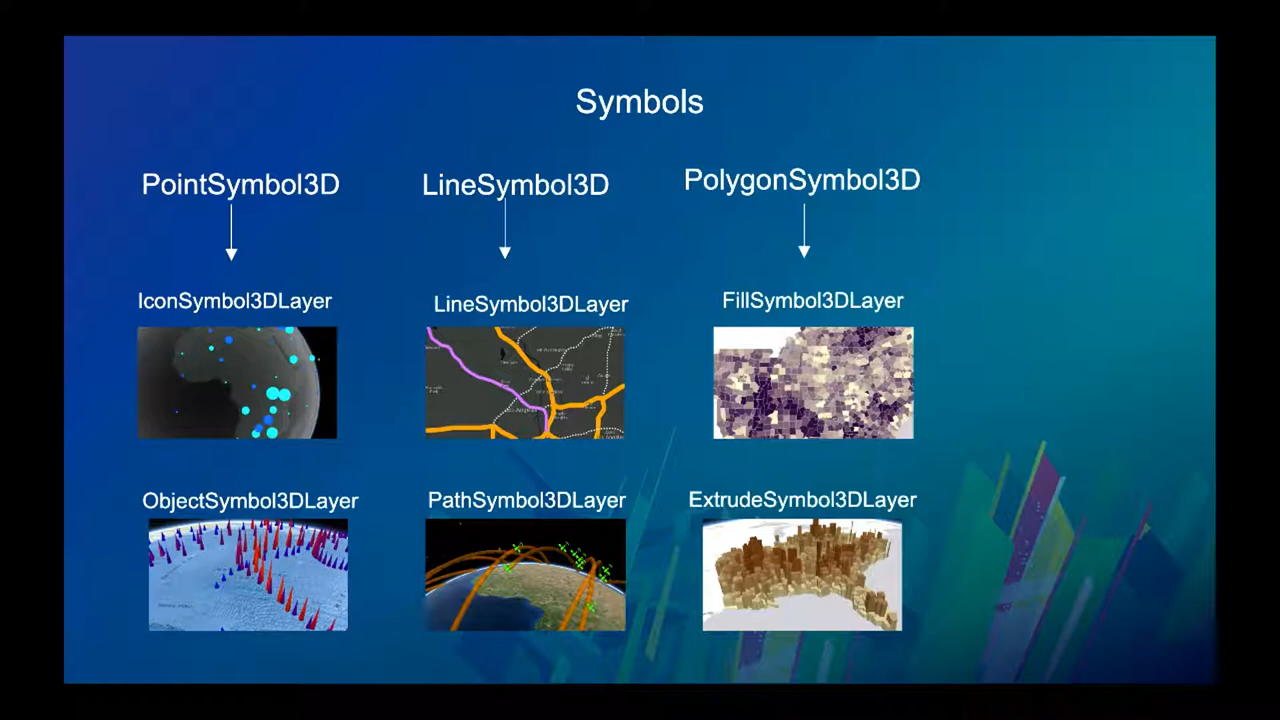 Symbols
PointSymbol3D
LineSymbol3D
PolygonSymbol3D
IconSymbol3DLayer
LineSymbol3DLayer
FillSymbol3DLayer
ObjectSymbol3DLayer
PathSymbol3DLayer
ExtrudeSymbol3DLayer